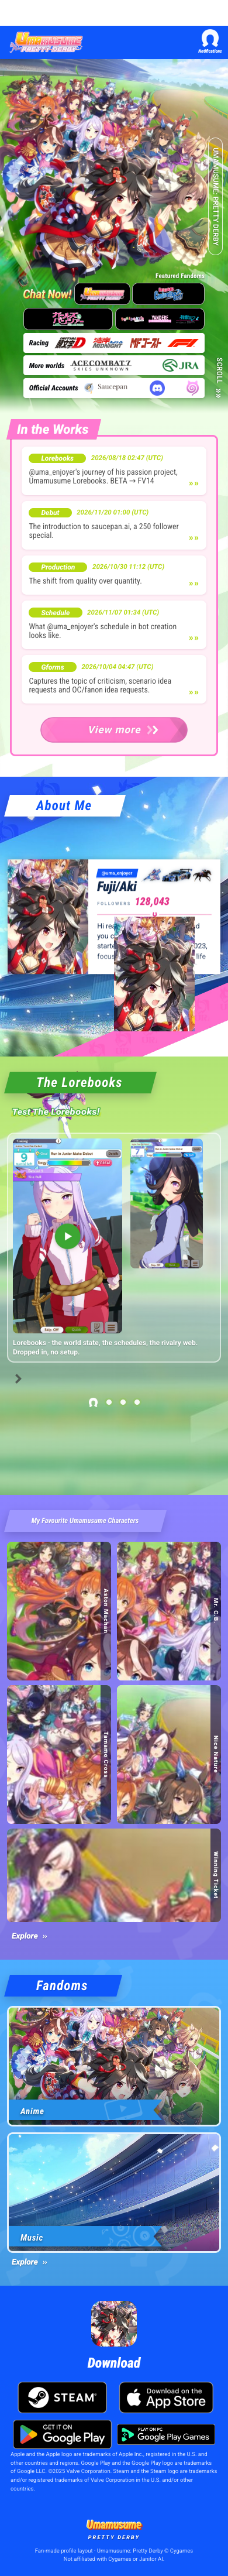 Umamusume
PRETTY DERBY
Notifications
UMAMUSUME: PRETTY DERBY
Featured Fandoms
Chat Now!
Racing
More worlds
ACE COMBAT 7
SKIES UNKNOWN
JRA
Official Accounts
Saucepan
SCROLL
In the Works
Lorebooks 2026/08/18 02:47 (UTC)
@uma_enjoyer's journey of his passion project,
Umamusume Lorebooks. BETA → FV14
Debut 2026/11/20 01:00 (UTC)
The introduction to saucepan.ai, a 250 follower
special.
Production 2026/10/30 11:12 (UTC)
The shift from quality over quantity.
Schedule 2026/11/07 01:34 (UTC)
What @uma_enjoyer's schedule in bot creation
looks like.
Gforms 2026/10/04 04:47 (UTC)
Captures the topic of criticism, scenario idea
requests and OC/fanon idea requests.
View more
About Me
@uma_enjoyer
Fuji/Aki
FOLLOWERS 128,043
The Lorebooks
Test The Lorebooks!
Lorebooks - the world state, the schedules, the rivalry web.
Dropped in, no setup.
My Favourite Umamusume Characters
Aston Machan
Mr. C.B.
Tamamo Cross
Nice Nature
Winning Ticket
Explore »
Fandoms
Anime
Music
Explore »
Download
STEAM
Download on the
App Store
GET IT ON
Google Play
PLAY ON PC
Google Play Games
Apple and the Apple logo are trademarks of Apple Inc., registered in the U.S. and
other countries and regions. Google Play and the Google Play logo are trademarks
of Google LLC. ©2025 Valve Corporation. Steam and the Steam logo are trademarks
and/or registered trademarks of Valve Corporation in the U.S. and/or other
countries.
Umamusume
PRETTY DERBY
Fan-made profile layout · Umamusume: Pretty Derby © Cygames
Not affiliated with Cygames or Janitor AI.